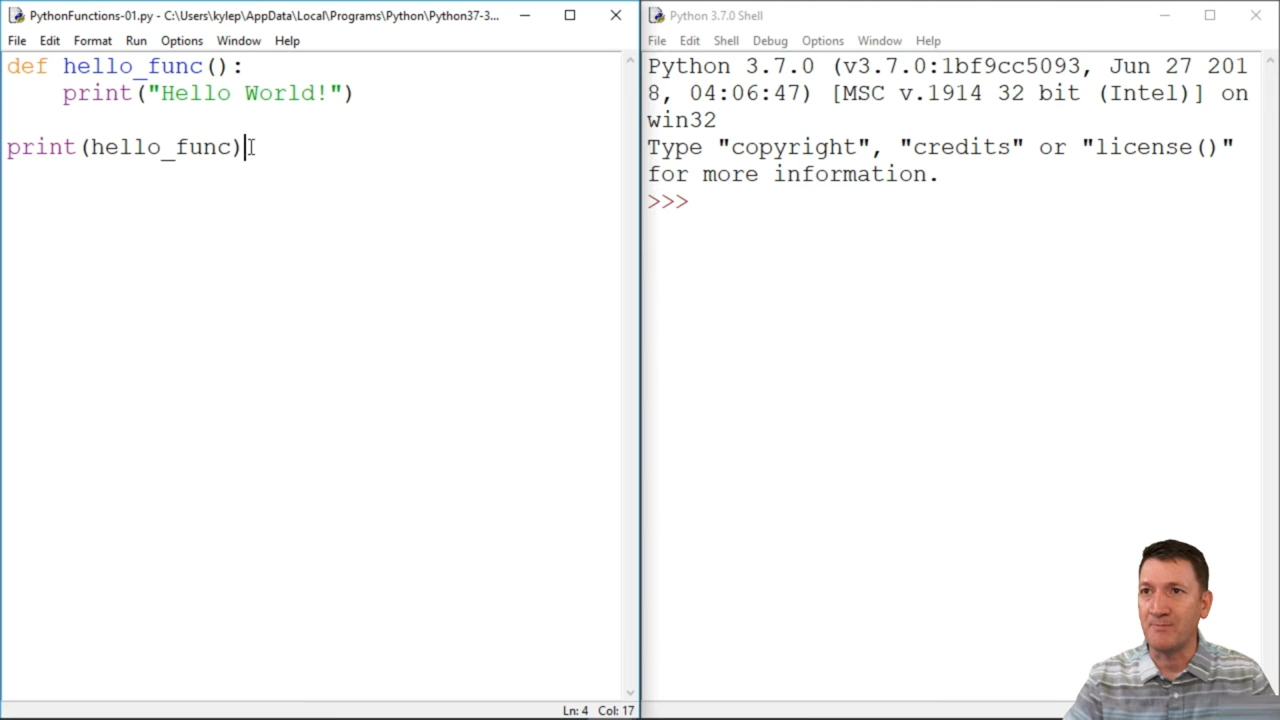 PythonFunctions-01.py - C:\Users\kylep\AppData\Local\Programs\Python\Python37-3...
File Edit Format Run Options Window Help
def hello_func():
    print("Hello World!")
print(hello_func)
Ln: 4 Col: 17
Python 3.7.0 Shell
File Edit Shell Debug Options Window Help
Python 3.7.0 (v3.7.0:1bf9cc5093, Jun 27 201
8, 04:06:47) [MSC v.1914 32 bit (Intel)] on
win32
Type "copyright", "credits" or "license()"
for more information.
>>>